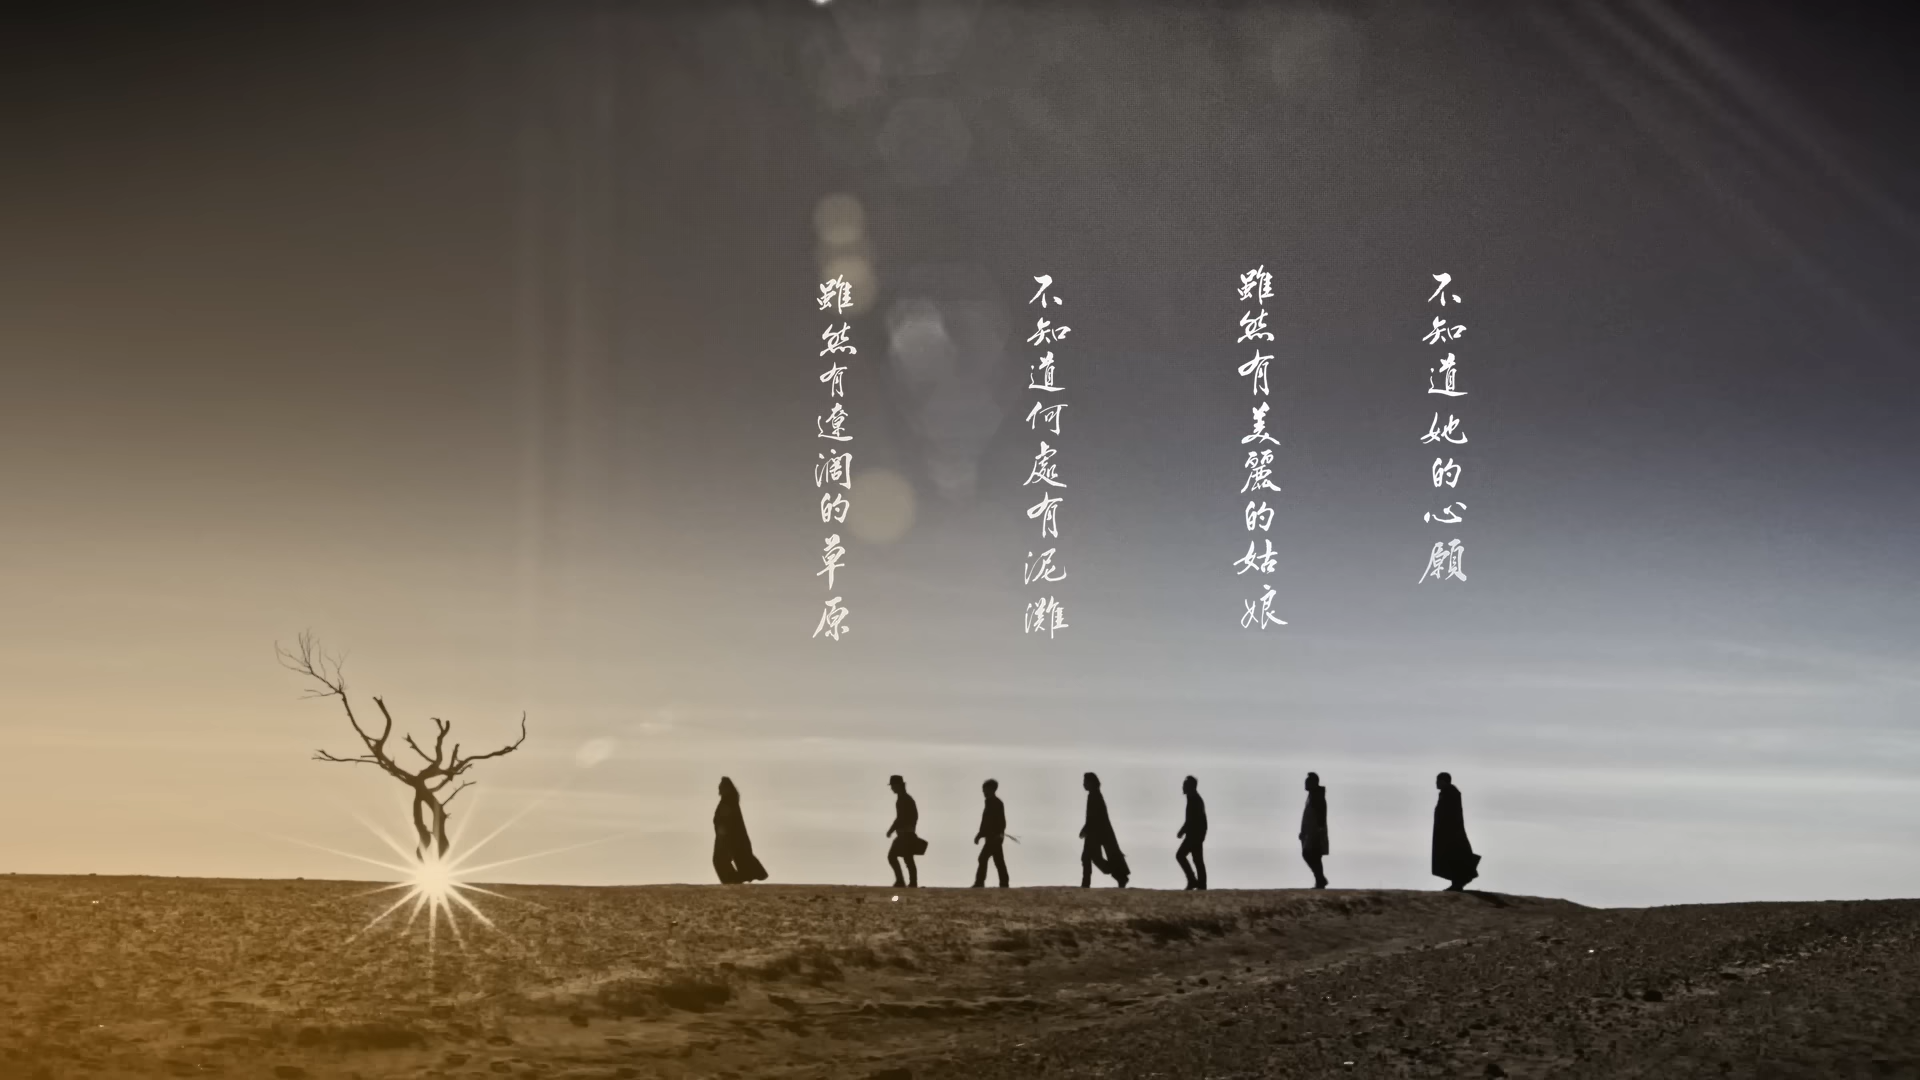 雖然有遼濶的草原
不知道何處有泥灘
雖然有美麗的姑娘
不知道她的心願